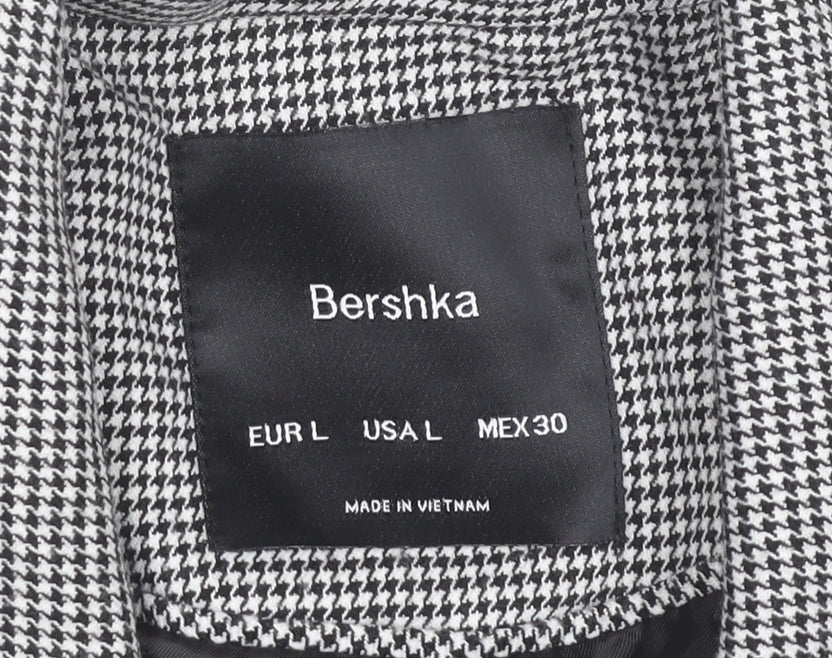 Bershka
EUR L USA L MEX 30
MADE IN VIETNAM